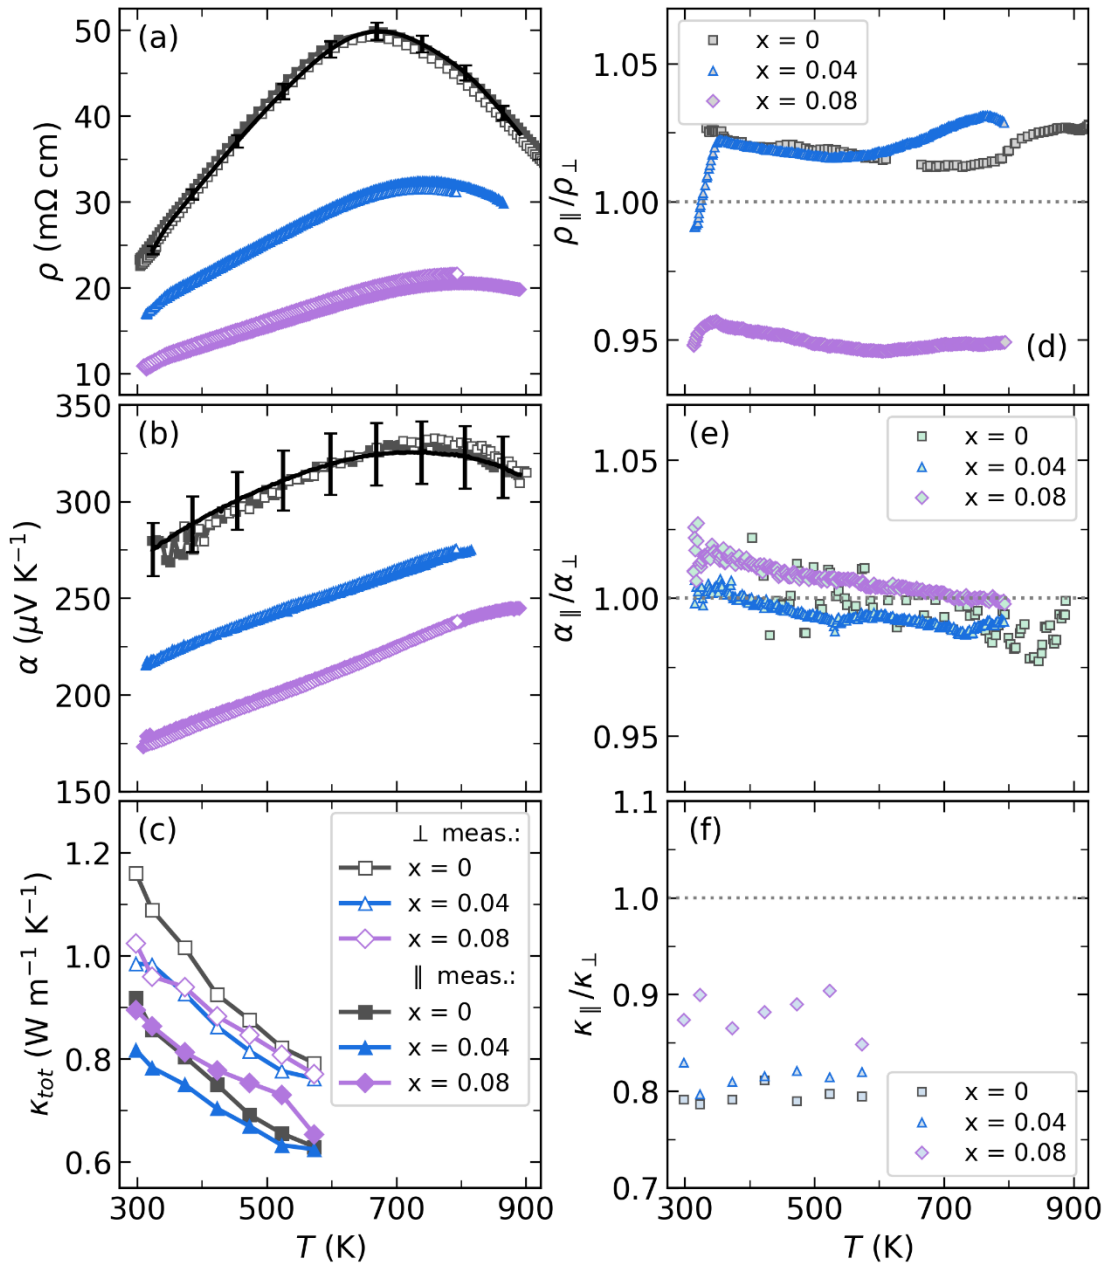 (a)
50
40
30
20
10
ρ (mΩ cm)
x = 0
x = 0.04
x = 0.08
1.05
1.00
0.95
ρ∥/ρ⊥
(d)
(b)
350
300
250
200
150
α (μV K⁻¹)
(e)
x = 0
x = 0.04
x = 0.08
1.05
1.00
0.95
α∥/α⊥
(c)
1.2
1.0
0.8
0.6
κtot (W m⁻¹ K⁻¹)
⊥ meas.:
x = 0
x = 0.04
x = 0.08
∥ meas.:
x = 0
x = 0.04
x = 0.08
300 500 700 900
T (K)
(f)
1.1
1.0
0.9
0.8
0.7
κ∥/κ⊥
x = 0
x = 0.04
x = 0.08
300 500 700 900
T (K)